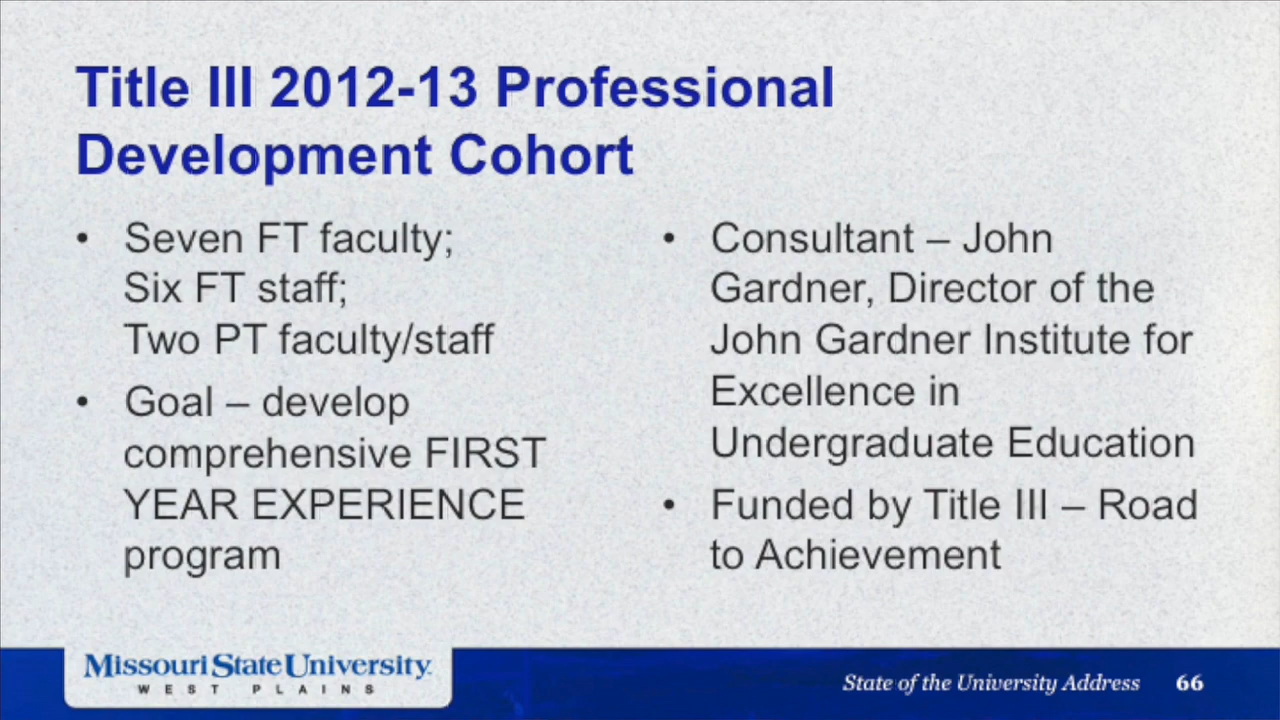 Title III 2012-13 Professional
Development Cohort
• Seven FT faculty;
Six FT staff;
Two PT faculty/staff
• Goal – develop
comprehensive FIRST
YEAR EXPERIENCE
program
• Consultant – John
Gardner, Director of the
John Gardner Institute for
Excellence in
Undergraduate Education
• Funded by Title III – Road
to Achievement
Missouri State University
WEST PLAINS
State of the University Address 66